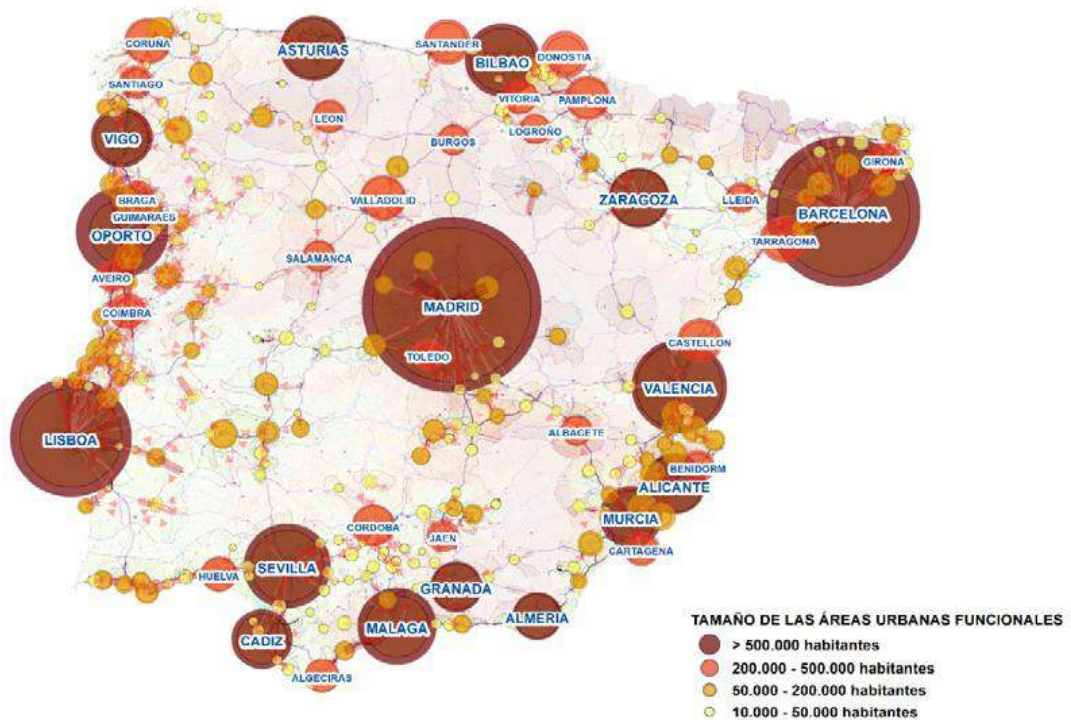 CORUÑA
ASTURIAS
SANTANDER
BILBAO
DONOSTIA
SANTIAGO
VITORIA
PAMPLONA
LEON
LOGROÑO
VIGO
BURGOS
GIRONA
BRAGA
VALLADOLID
ZARAGOZA
LLEIDA
BARCELONA
GUIMARAES
OPORTO
TARRAGONA
SALAMANCA
AVEIRO
MADRID
COIMBRA
CASTELLON
TOLEDO
VALENCIA
LISBOA
ALBACETE
BENIDORM
ALICANTE
MURCIA
CORDOBA
JAEN
CARTAGENA
SEVILLA
HUELVA
GRANADA
ALMERIA
MALAGA
CADIZ
ALGECIRAS
TAMAÑO DE LAS ÁREAS URBANAS FUNCIONALES
> 500.000 habitantes
200.000 - 500.000 habitantes
50.000 - 200.000 habitantes
10.000 - 50.000 habitantes